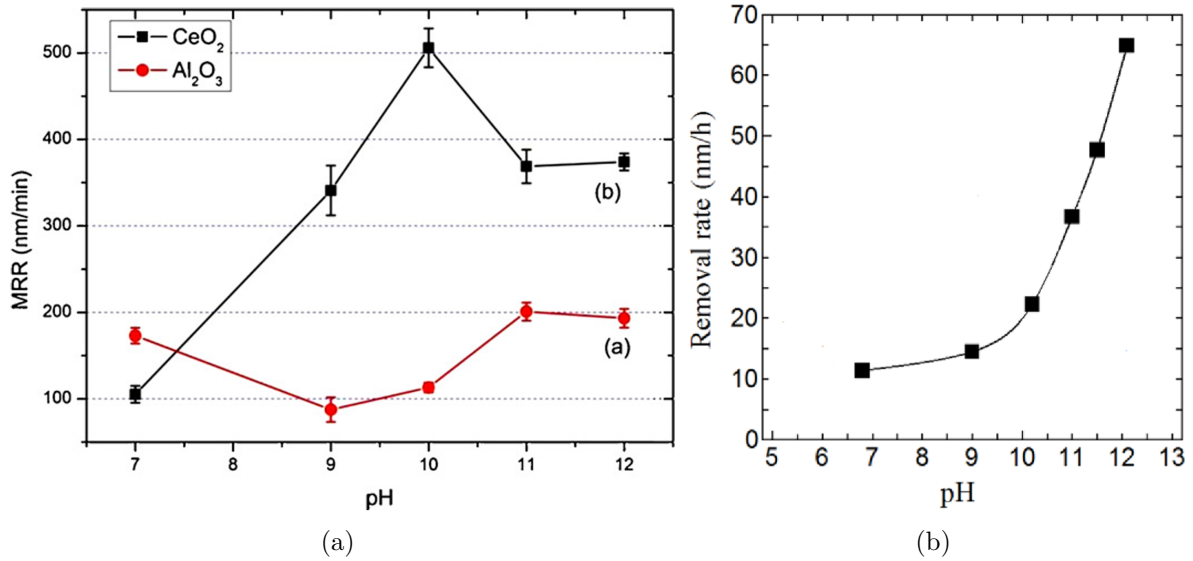 CeO2
Al2O3
500
400
300
200
100
MRR (nm/min)
(b)
(a)
7 8 9 10 11 12
pH
(a)
70
60
50
40
30
20
10
0
Removal rate (nm/h)
5 6 7 8 9 10 11 12 13
pH
(b)